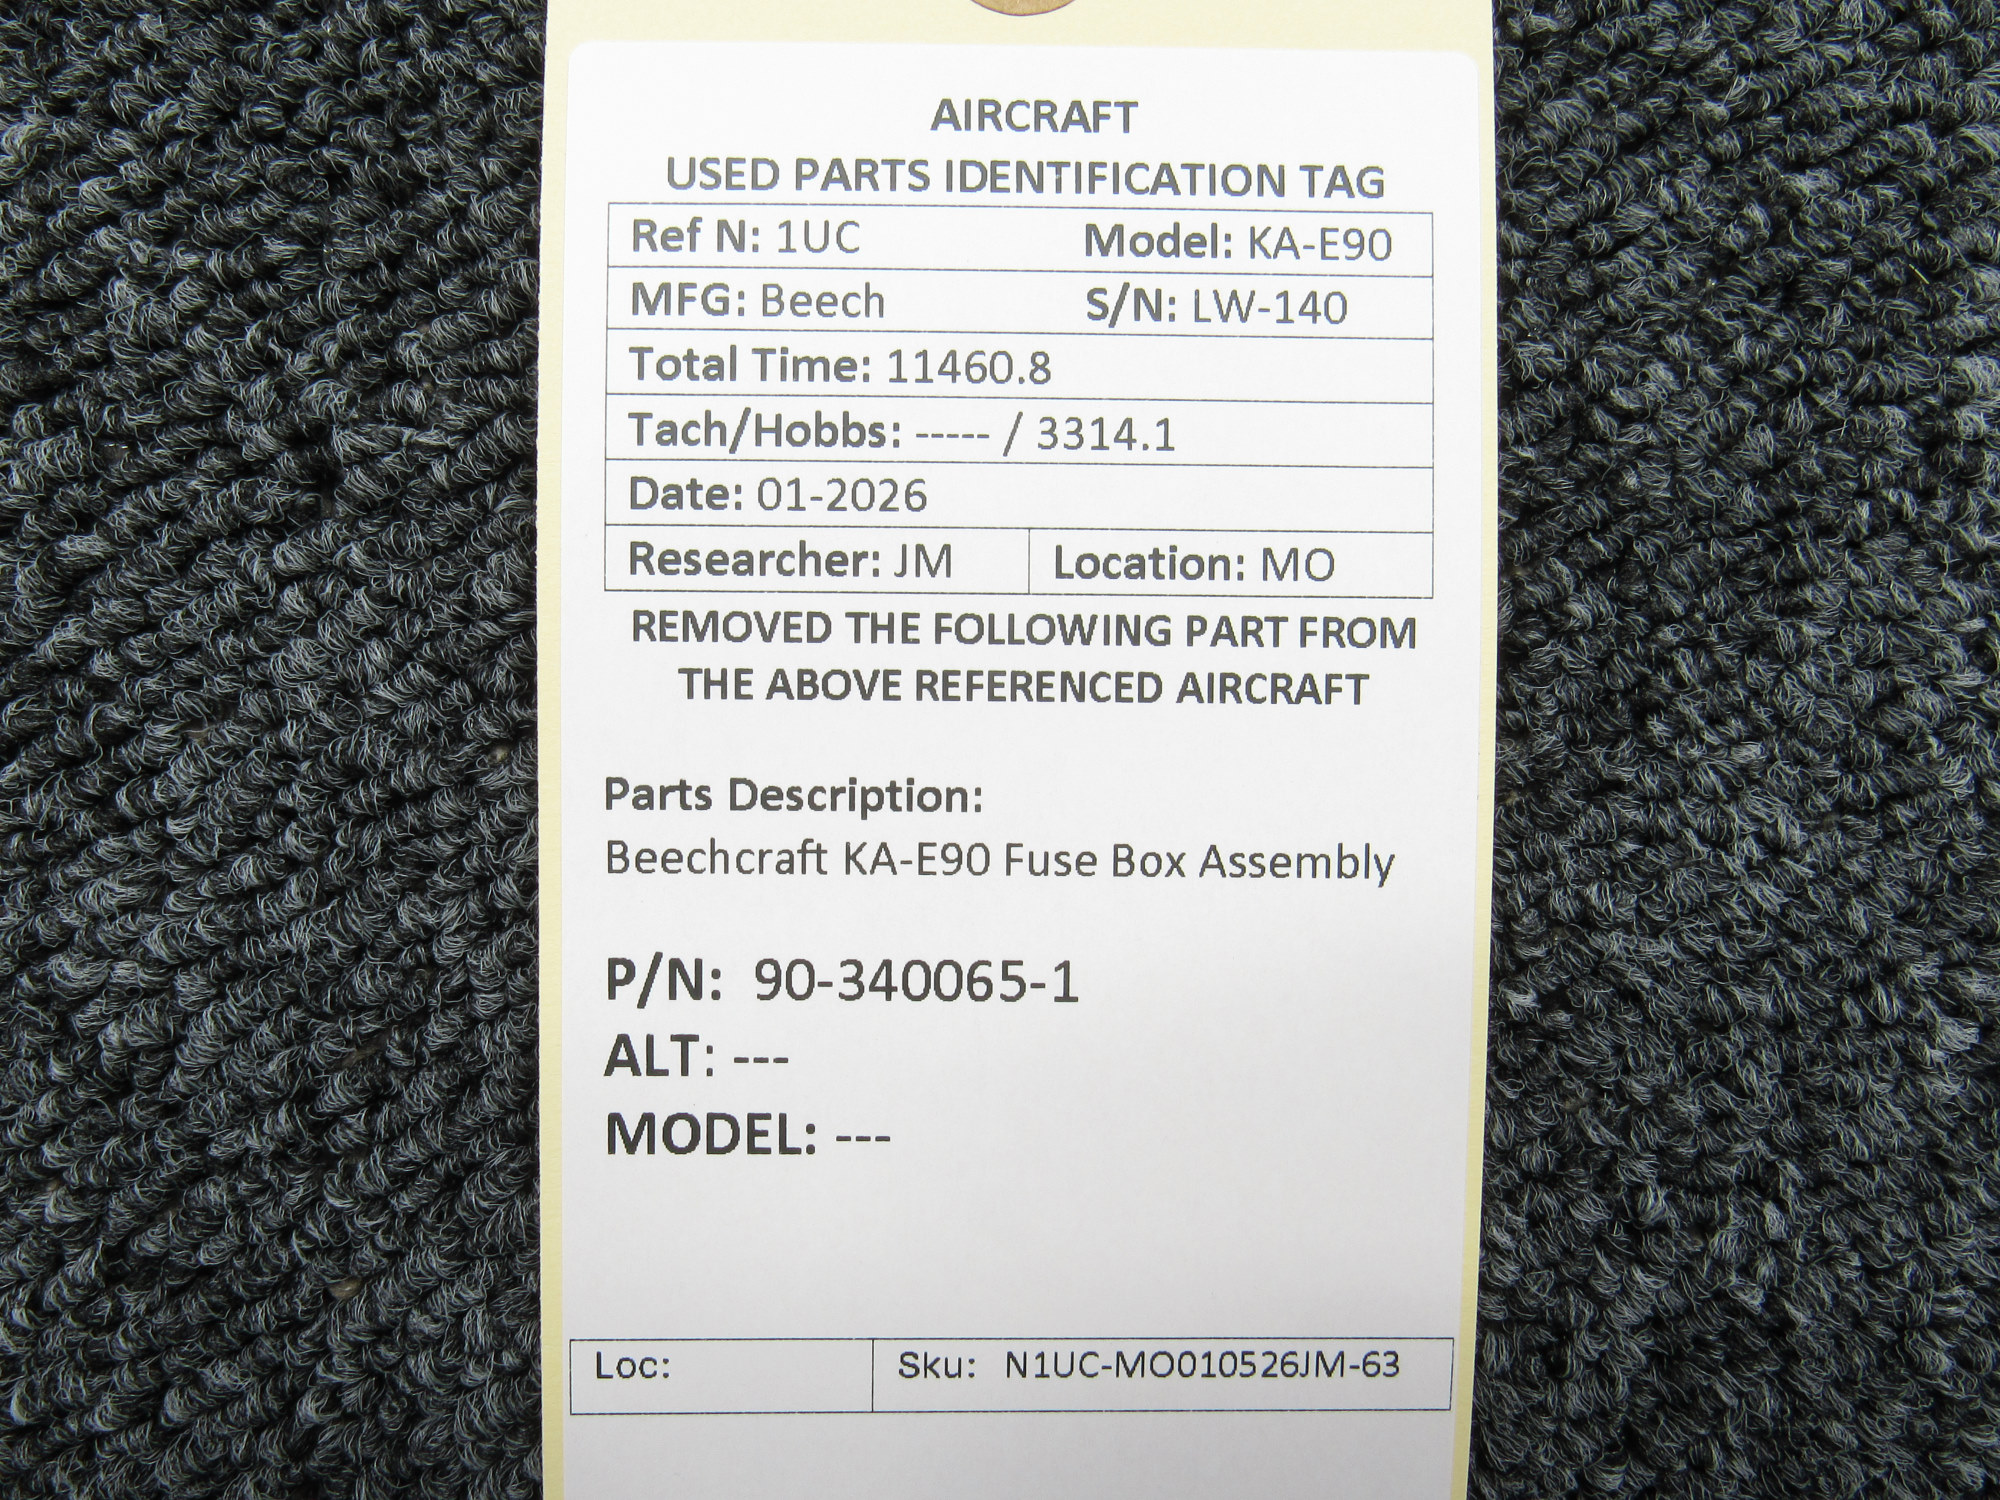 AIRCRAFT
USED PARTS IDENTIFICATION TAG
Ref N: 1UC Model: KA-E90
MFG: Beech S/N: LW-140
Total Time: 11460.8
Tach/Hobbs: ----- / 3314.1
Date: 01-2026
Researcher: JM Location: MO
REMOVED THE FOLLOWING PART FROM
THE ABOVE REFERENCED AIRCRAFT
Parts Description:
Beechcraft KA-E90 Fuse Box Assembly
P/N: 90-340065-1
ALT: ---
MODEL: ---
Loc: Sku: N1UC-MO010526JM-63